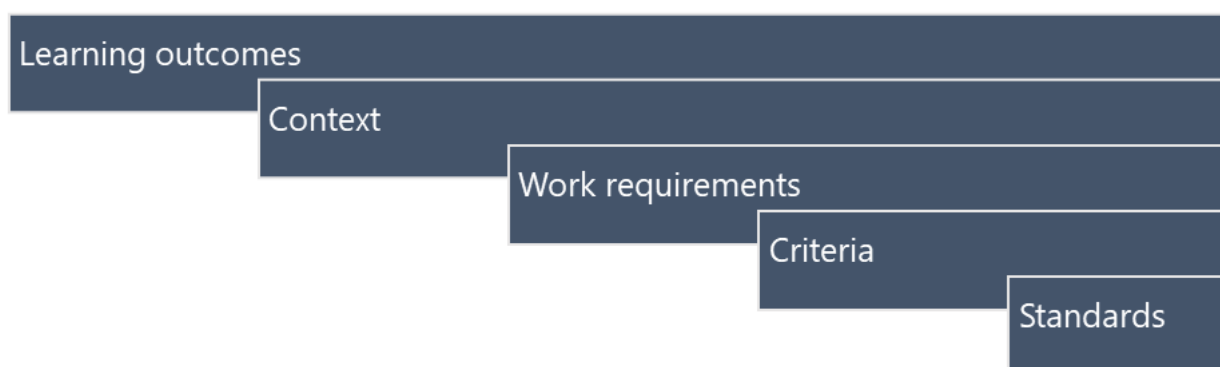 Learning outcomes
Context
Work requirements
Criteria
Standards